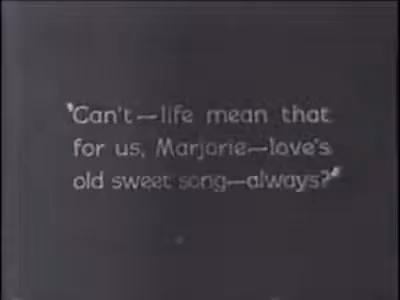 "Can't—life mean that
for us, Marjorie—love's
old sweet song—always?"